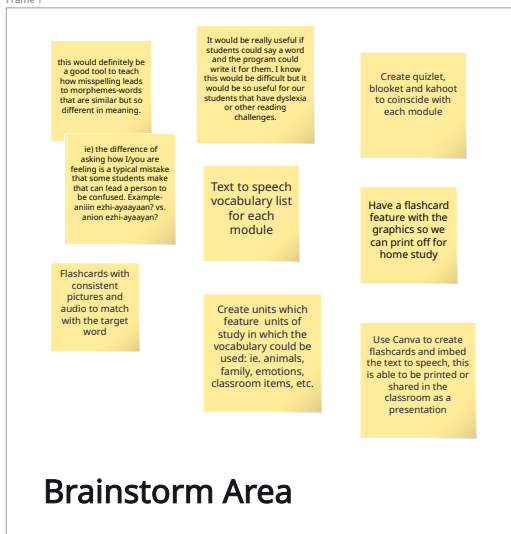 Frame 1
this would definitely be
a good tool to teach
how misspelling leads
to morphemes-words
that are similar but so
different in meaning.
ie) the difference of
asking how I/you are
feeling is a typical mistake
that some students make
that can lead a person to
be confused. Example-
aniiin ezhi-ayaayaan? vs.
anion ezhi-ayaayan?
Flashcards with
consistent
pictures and
audio to match
with the target
word
It would be really useful if
students could say a word
and the program could
write it for them. I know
this would be difficult but it
would be so useful for our
students that have dyslexia
or other reading
challenges.
Text to speech
vocabulary list
for each
module
Create units which
feature units of
study in which the
vocabulary could be
used: ie. animals,
family, emotions,
classroom items, etc.
Create quizlet,
blooket and kahoot
to coinscide with
each module
Have a flashcard
feature with the
graphics so we
can print off for
home study
Use Canva to create
flashcards and imbed
the text to speech, this
is able to be printed or
shared in the
classroom as a
presentation
Brainstorm Area